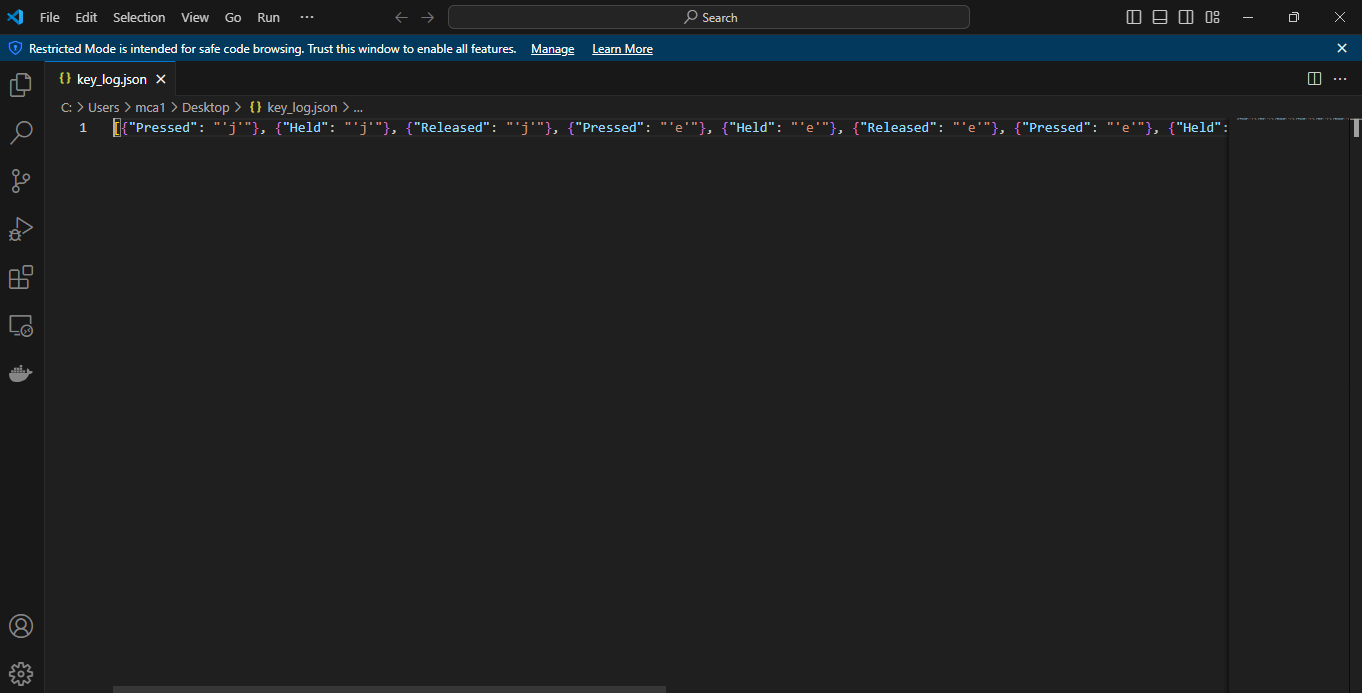 File Edit Selection View Go Run ··· Search
Restricted Mode is intended for safe code browsing. Trust this window to enable all features. Manage Learn More
{} key_log.json
C: > Users > mca1 > Desktop > {} key_log.json > ...
1 [{"Pressed": "'j'"}, {"Held": "'j'"}, {"Released": "'j'"}, {"Pressed": "'e'"}, {"Held": "'e'"}, {"Released": "'e'"}, {"Pressed": "'e'"}, {"Held":